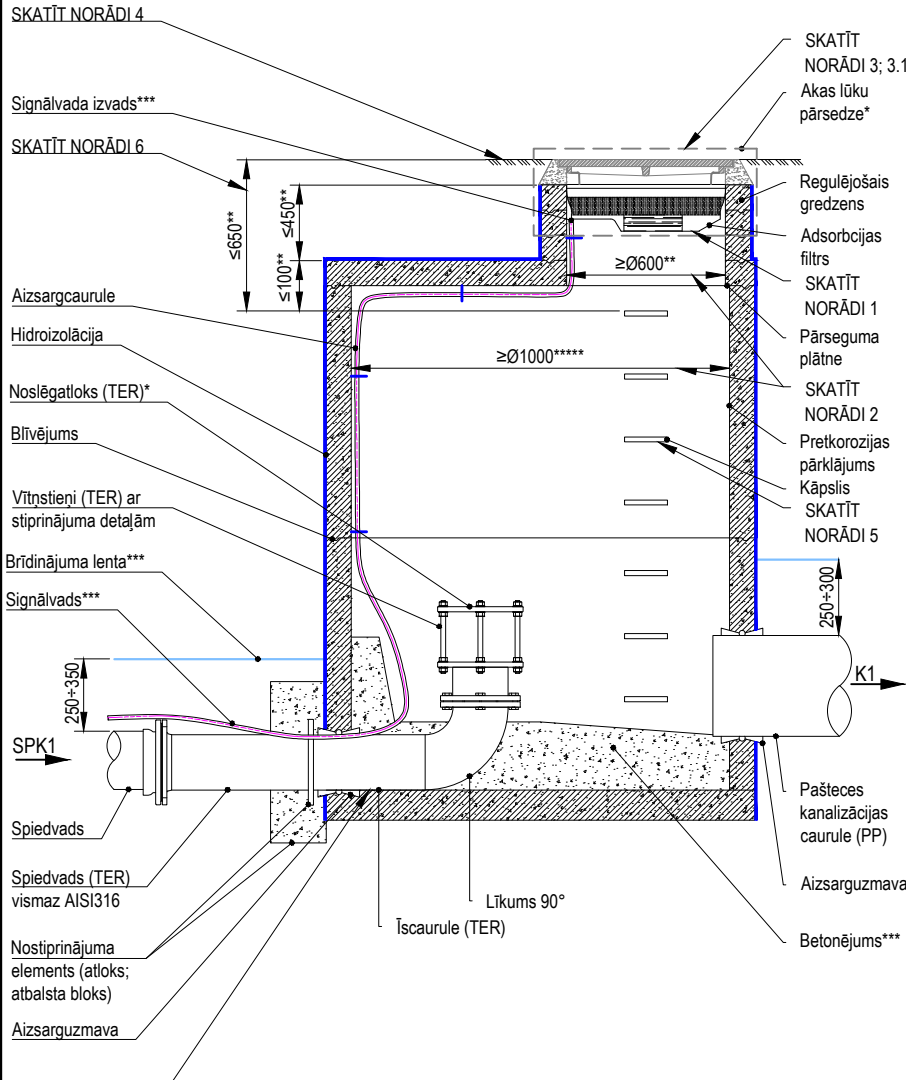 SKATĪT NORĀDI 4
Signālvada izvads***
SKATĪT NORĀDI 6
≤650**
≤450**
≤100**
Aizsargcaurule
Hidroizolācija
Noslēgatloks (TER)*
Blīvējums
Vītņstieņi (TER) ar
stiprinājuma detaļām
Brīdinājuma lenta***
Signālvads***
250÷350
SPK1
Spiedvads
Spiedvads (TER)
vismaz AISI316
Nostiprinājuma
elements (atloks;
atbalsta bloks)
Aizsarguzmava
≥Ø600**
≥Ø1000*****
Līkums 90°
Īscaurule (TER)
SKATĪT
NORĀDI 3; 3.1
Akas lūku
pārsedze*
Regulējošais
gredzens
Adsorbcijas
filtrs
SKATĪT
NORĀDI 1
Pārseguma
plātne
SKATĪT
NORĀDI 2
Pretkorozijas
pārklājums
Kāpslis
SKATĪT
NORĀDI 5
250÷300
K1
Pašteces
kanalizācijas
caurule (PP)
Aizsarguzmava
Betonējums***